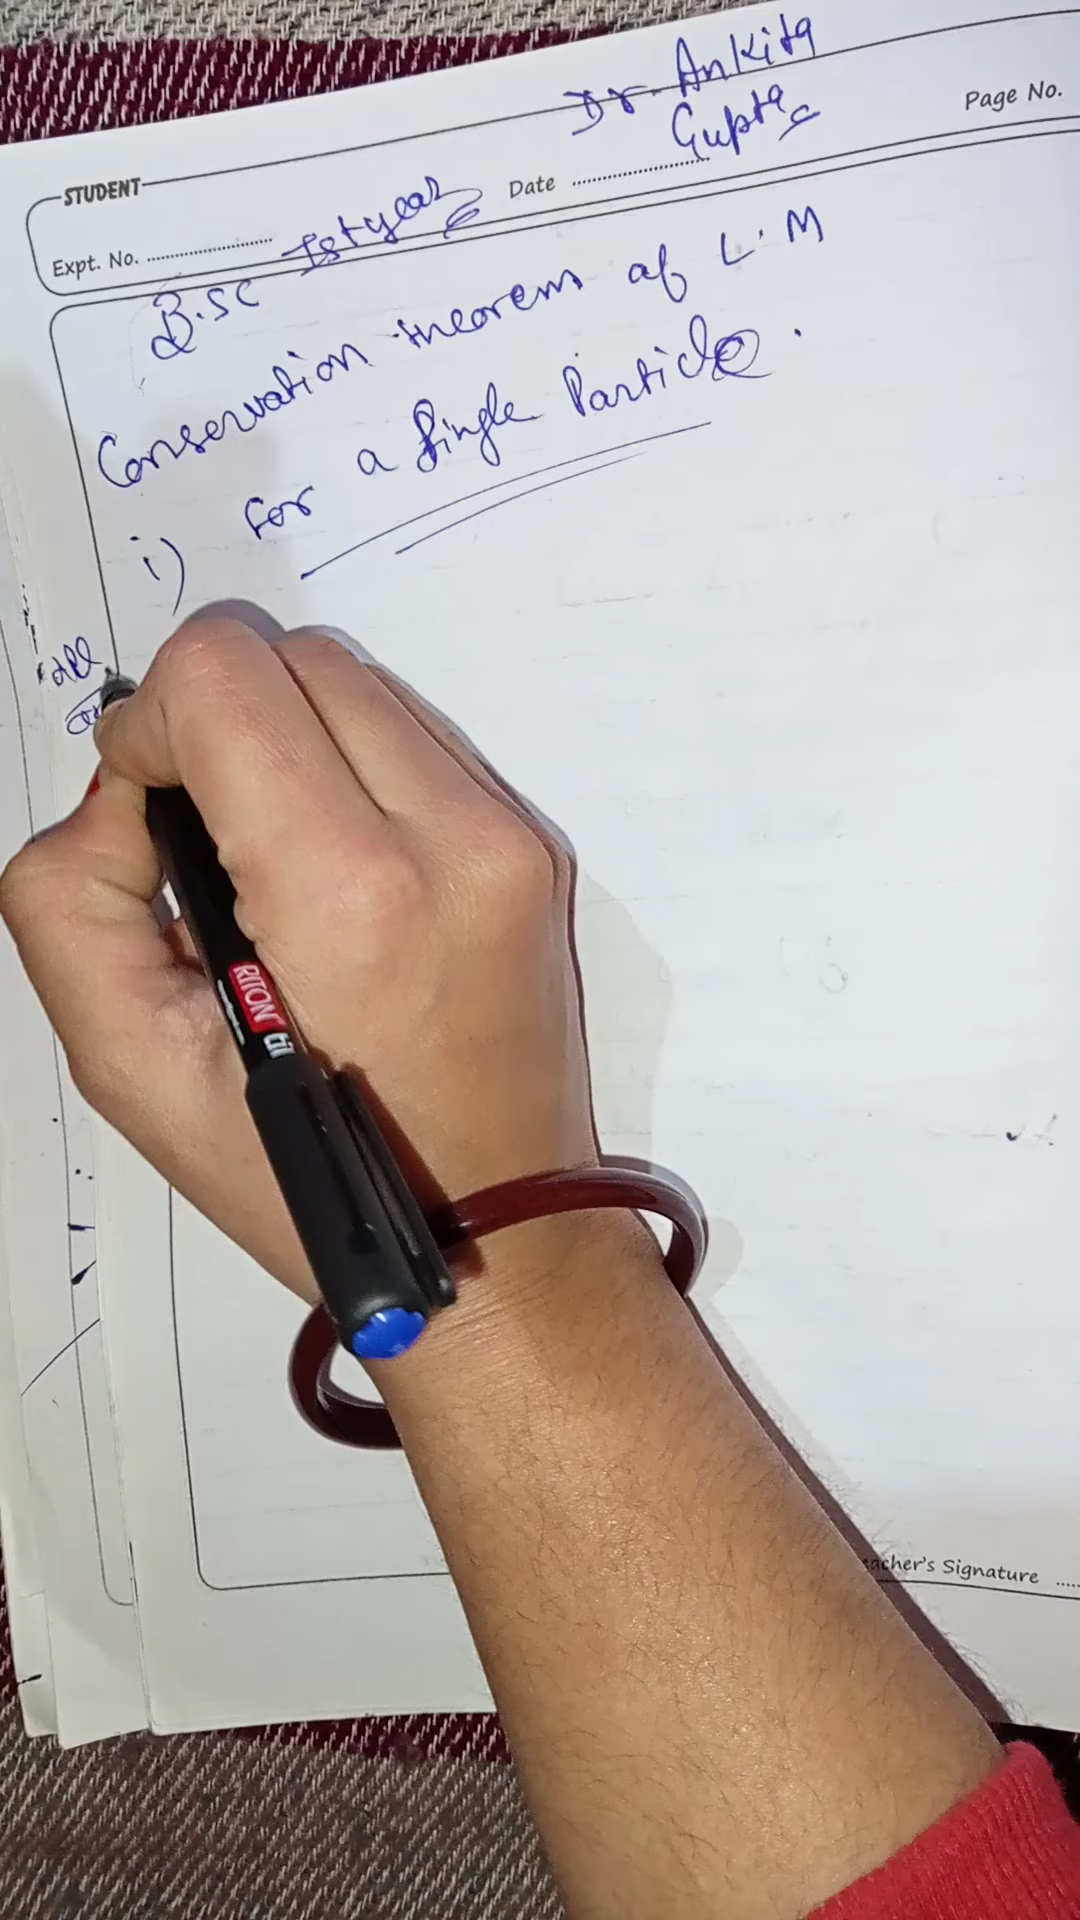 Dr. Ankita
Gupta
Page No.
STUDENT
Date
Expt. No.
B.Sc Ist year
Conservation theorem of L.M
i) For a Single Particle.
RITON
acher's Signature